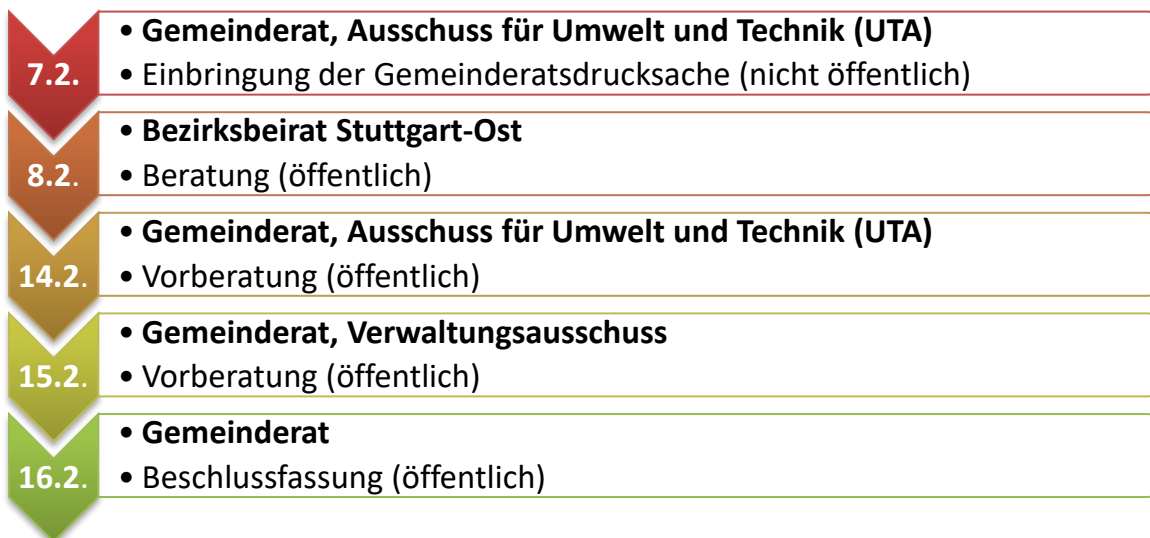 • Gemeinderat, Ausschuss für Umwelt und Technik (UTA)
7.2.
• Einbringung der Gemeinderatsdrucksache (nicht öffentlich)
• Bezirksbeirat Stuttgart-Ost
8.2.
• Beratung (öffentlich)
• Gemeinderat, Ausschuss für Umwelt und Technik (UTA)
14.2.
• Vorberatung (öffentlich)
• Gemeinderat, Verwaltungsausschuss
15.2.
• Vorberatung (öffentlich)
• Gemeinderat
16.2.
• Beschlussfassung (öffentlich)